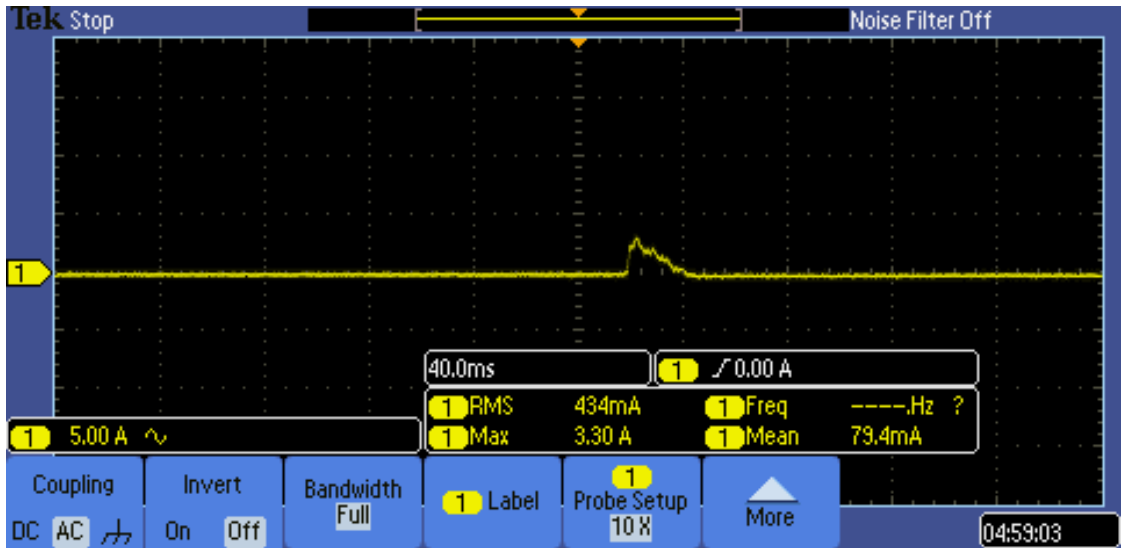 Tek Stop Noise Filter Off
1
40.0ms 1 0.00 A
1 RMS 434mA 1 Freq ----.Hz ?
1 5.00 A 1 Max 3.30 A 1 Mean 79.4mA
Coupling Invert Bandwidth 1 Label 1 Probe Setup More
DC AC On Off Full 10 X
04:59:03